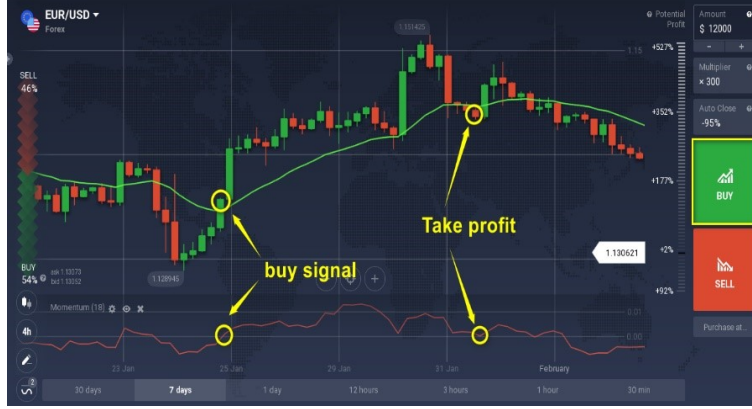 EUR/USD
Forex
1.151425
Potential
Profit
Amount
$ 12000
- +
Multiplier
× 300
Auto Close
-95%
1.15
+527%
+352%
+177%
+2%
+92%
SELL
46%
BUY
54%
ask 1.13073
bid 1.13052
1.128945
1.130621
BUY
SELL
Purchase at...
Take profit
buy signal
Momentum (18)
0.01
0.00
4h
2
23 Jan
25 Jan
29 Jan
31 Jan
February
30 days
7 days
1 day
12 hours
3 hours
1 hour
30 min